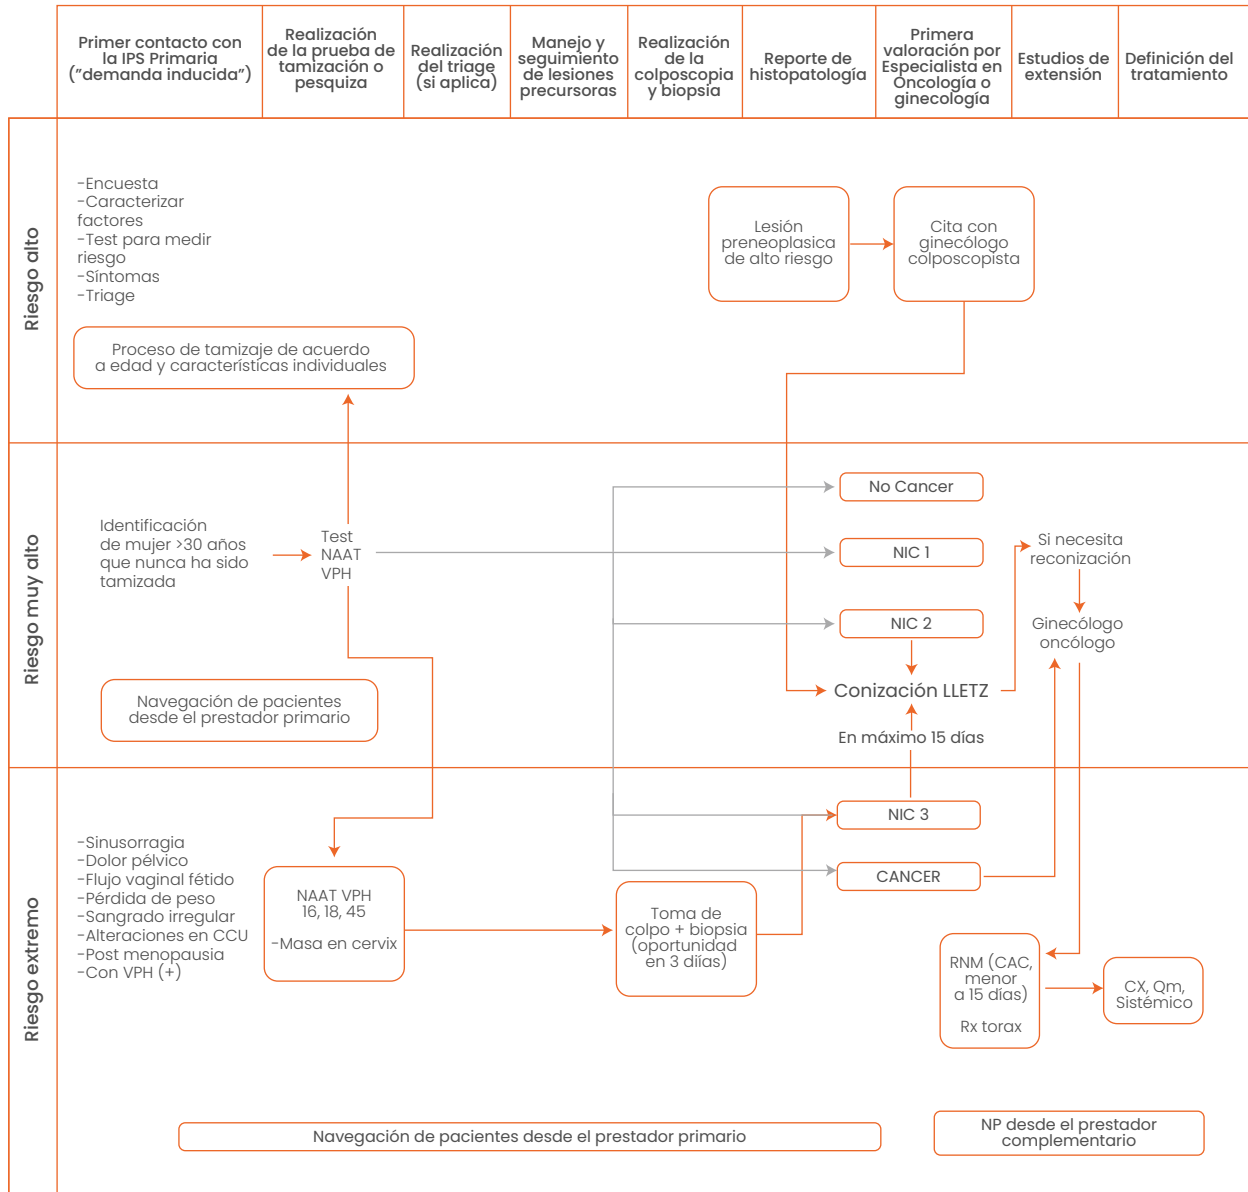 Primer contacto con
la IPS Primaria
("demanda inducida")
Realización
de la prueba de
tamización o
pesquiza
Realización
del triage
(si aplica)
Manejo y
seguimiento
de lesiones
precursoras
Realización
de la
colposcopia
y biopsia
Reporte de
histopatología
Primera
valoración por
Especialista en
Oncología o
ginecología
Estudios de
extensión
Definición del
tratamiento
Riesgo alto
-Encuesta
-Caracterizar
factores
-Test para medir
riesgo
-Síntomas
-Triage
Proceso de tamizaje de acuerdo
a edad y características individuales
Lesión
preneoplasica
de alto riesgo
Cita con
ginecólogo
colposcopista
Riesgo muy alto
Identificación
de mujer >30 años
que nunca ha sido
tamizada
Test
NAAT
VPH
No Cancer
NIC 1
NIC 2
Conización LLETZ
En máximo 15 días
Si necesita
reconización
Ginecólogo
oncólogo
Navegación de pacientes
desde el prestador primario
Riesgo extremo
-Sinusorragia
-Dolor pélvico
-Flujo vaginal fétido
-Pérdida de peso
-Sangrado irregular
-Alteraciones en CCU
-Post menopausia
-Con VPH (+)
NAAT VPH
16, 18, 45
-Masa en cervix
Toma de
colpo + biopsia
(oportunidad
en 3 diías)
NIC 3
CANCER
RNM (CAC,
menor
a 15 días)
Rx torax
CX, Qm,
Sistémico
Navegación de pacientes desde el prestador primario
NP desde el prestador
complementario